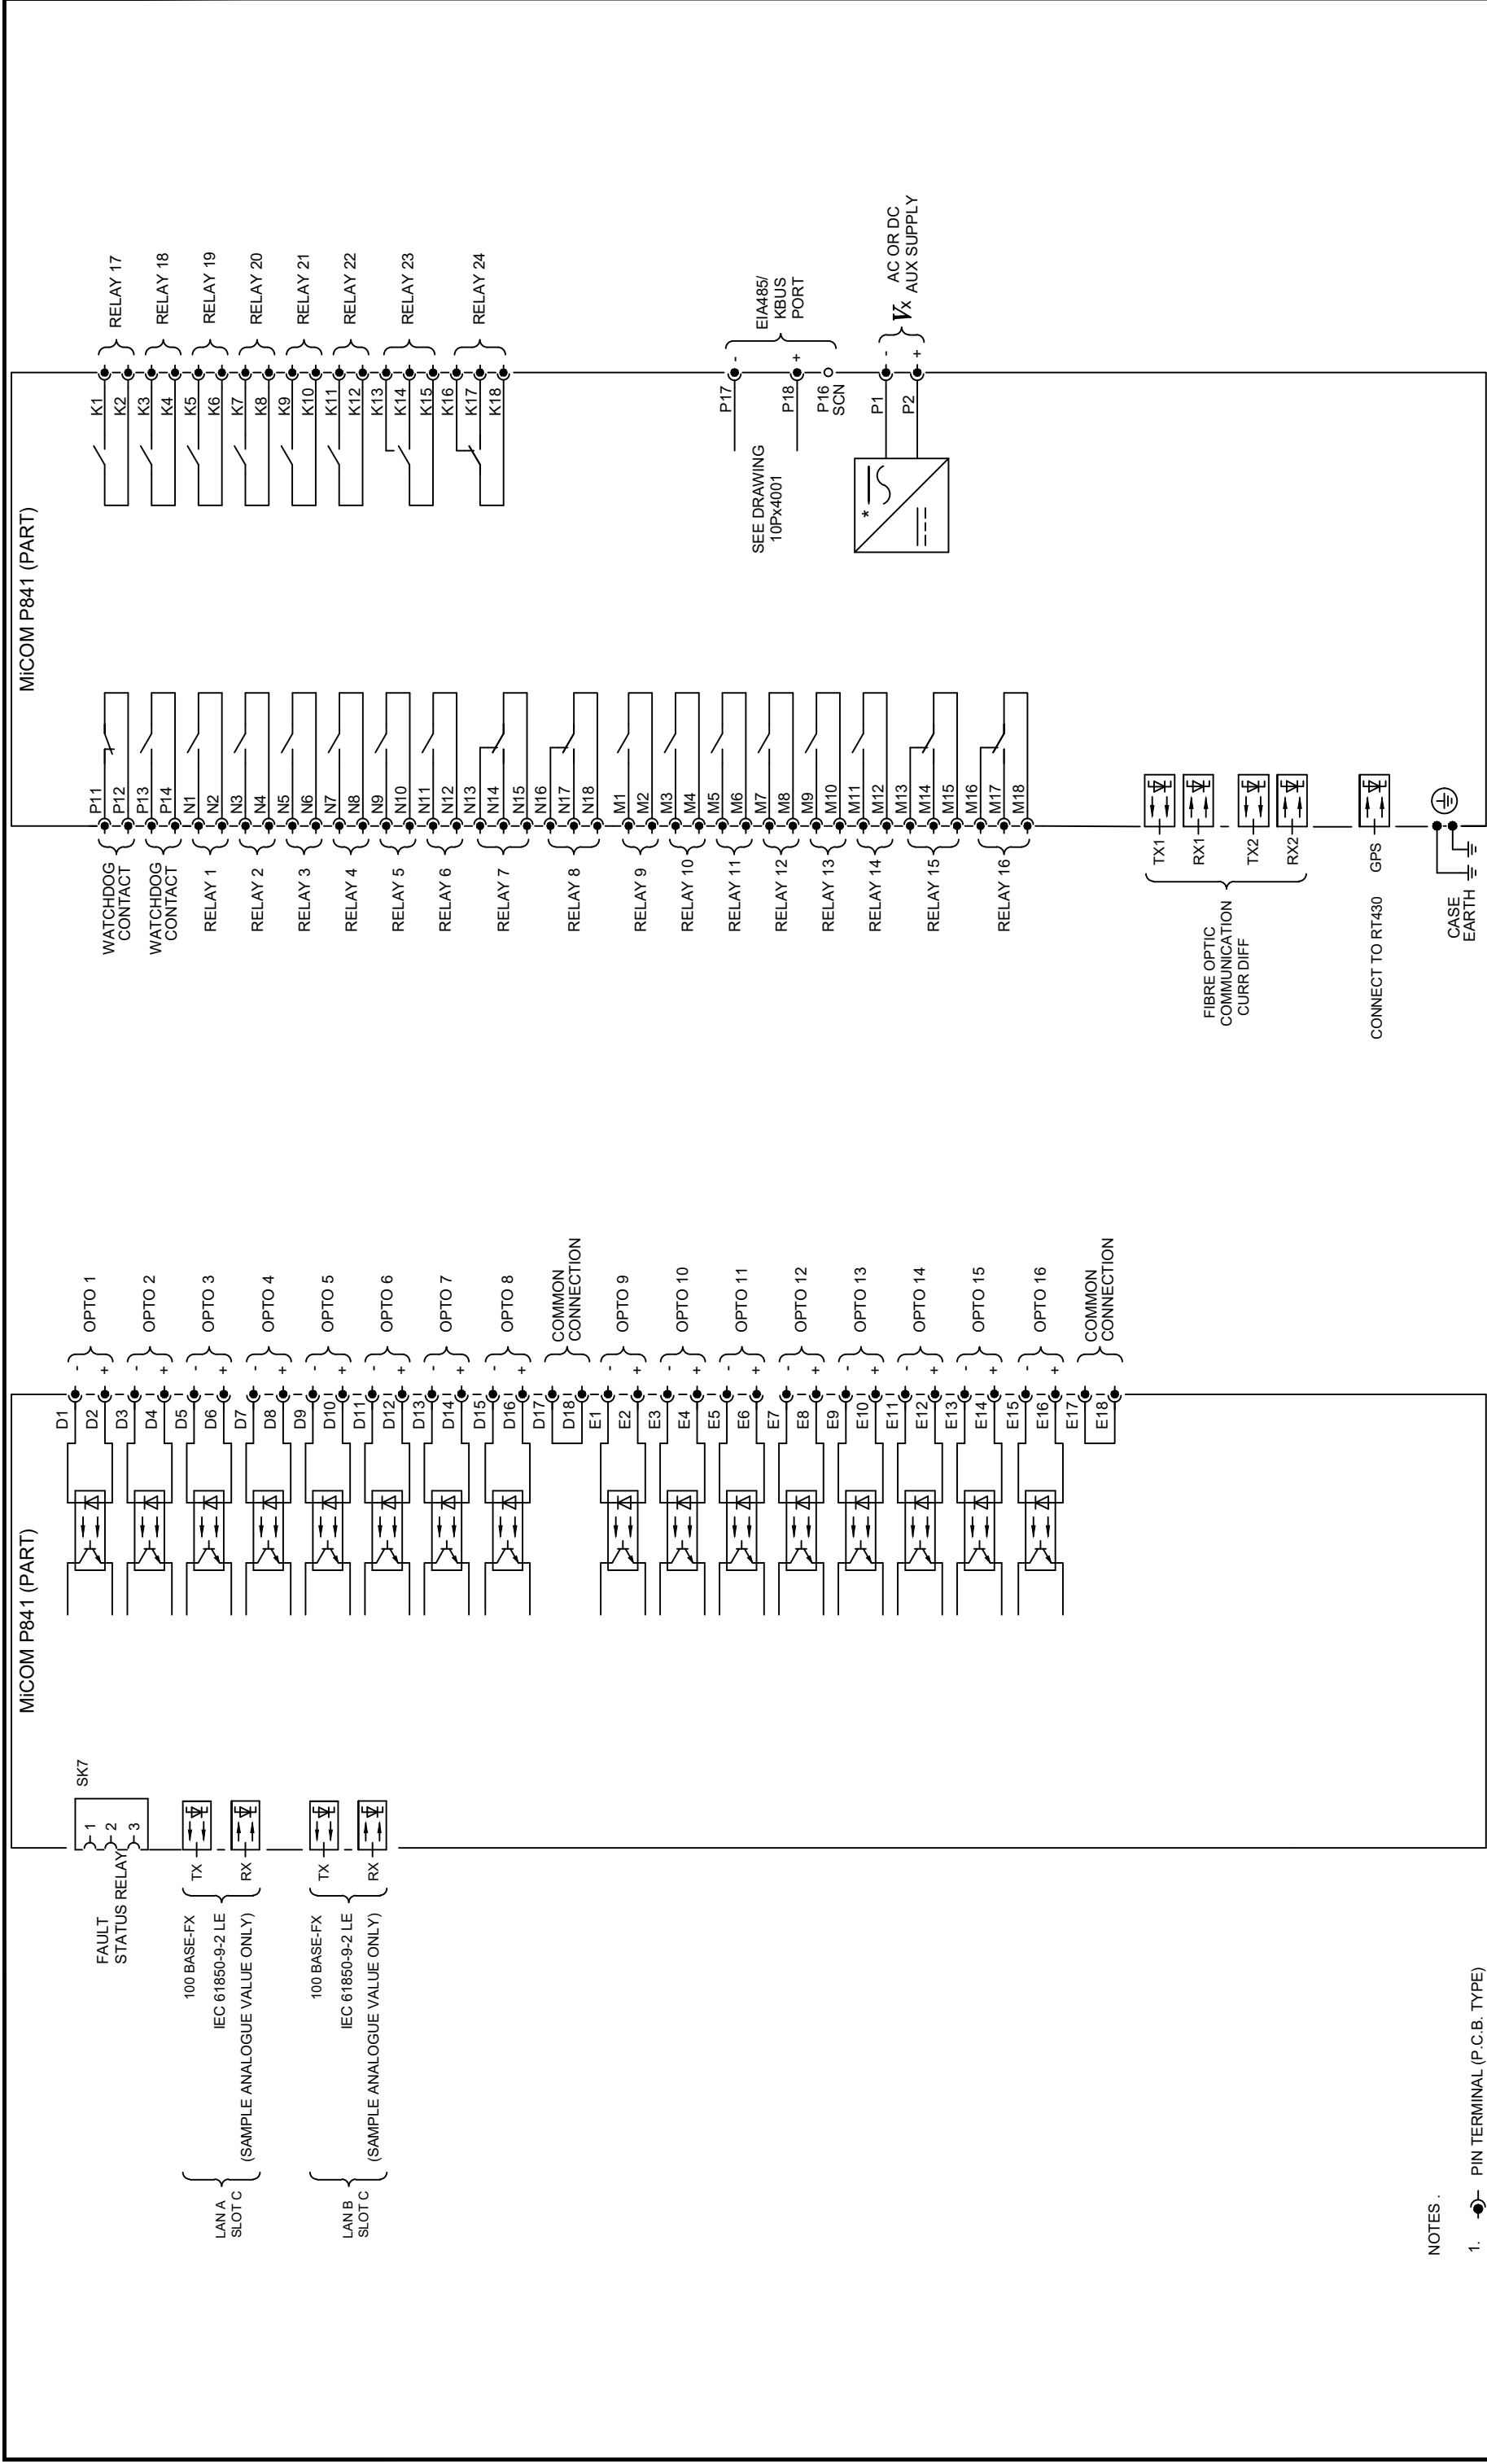 MiCOM P841 (PART)
SK7
1
2
3
FAULT
STATUS RELAY
TX
RX
100 BASE-FX
IEC 61850-9-2 LE
(SAMPLE ANALOGUE VALUE ONLY)
LAN A
SLOT C
TX
RX
100 BASE-FX
IEC 61850-9-2 LE
(SAMPLE ANALOGUE VALUE ONLY)
LAN B
SLOT C
D1 -
D2 +
OPTO 1
D3 -
D4 +
OPTO 2
D5 -
D6 +
OPTO 3
D7 -
D8 +
OPTO 4
D9 -
D10 +
OPTO 5
D11 -
D12 +
OPTO 6
D13 -
D14 +
OPTO 7
D15 -
D16 +
OPTO 8
D17
D18
COMMON
CONNECTION
E1 -
E2 +
OPTO 9
E3 -
E4 +
OPTO 10
E5 -
E6 +
OPTO 11
E7 -
E8 +
OPTO 12
E9 -
E10 +
OPTO 13
E11 -
E12 +
OPTO 14
E13 -
E14 +
OPTO 15
E15 -
E16 +
OPTO 16
E17
E18
COMMON
CONNECTION
MiCOM P841 (PART)
WATCHDOG
CONTACT
P11
P12
WATCHDOG
CONTACT
P13
P14
RELAY 1
N1
N2
RELAY 2
N3
N4
RELAY 3
N5
N6
RELAY 4
N7
N8
RELAY 5
N9
N10
RELAY 6
N11
N12
RELAY 7
N13
N14
N15
RELAY 8
N16
N17
N18
RELAY 9
M1
M2
RELAY 10
M3
M4
RELAY 11
M5
M6
RELAY 12
M7
M8
RELAY 13
M9
M10
RELAY 14
M11
M12
RELAY 15
M13
M14
M15
RELAY 16
M16
M17
M18
FIBRE OPTIC
COMMUNICATION
CURR DIFF
TX1
RX1
TX2
RX2
CONNECT TO RT430 GPS
CASE
EARTH
K1
K2
RELAY 17
K3
K4
RELAY 18
K5
K6
RELAY 19
K7
K8
RELAY 20
K9
K10
RELAY 21
K11
K12
RELAY 22
K13
K14
K15
RELAY 23
K16
K17
K18
RELAY 24
SEE DRAWING
10Px4001
P17 -
P18 +
P16
SCN
EIA485/
KBUS
PORT
*
P1 -
P2 +
Vx
AC OR DC
AUX SUPPLY
NOTES .
1. PIN TERMINAL (P.C.B. TYPE)